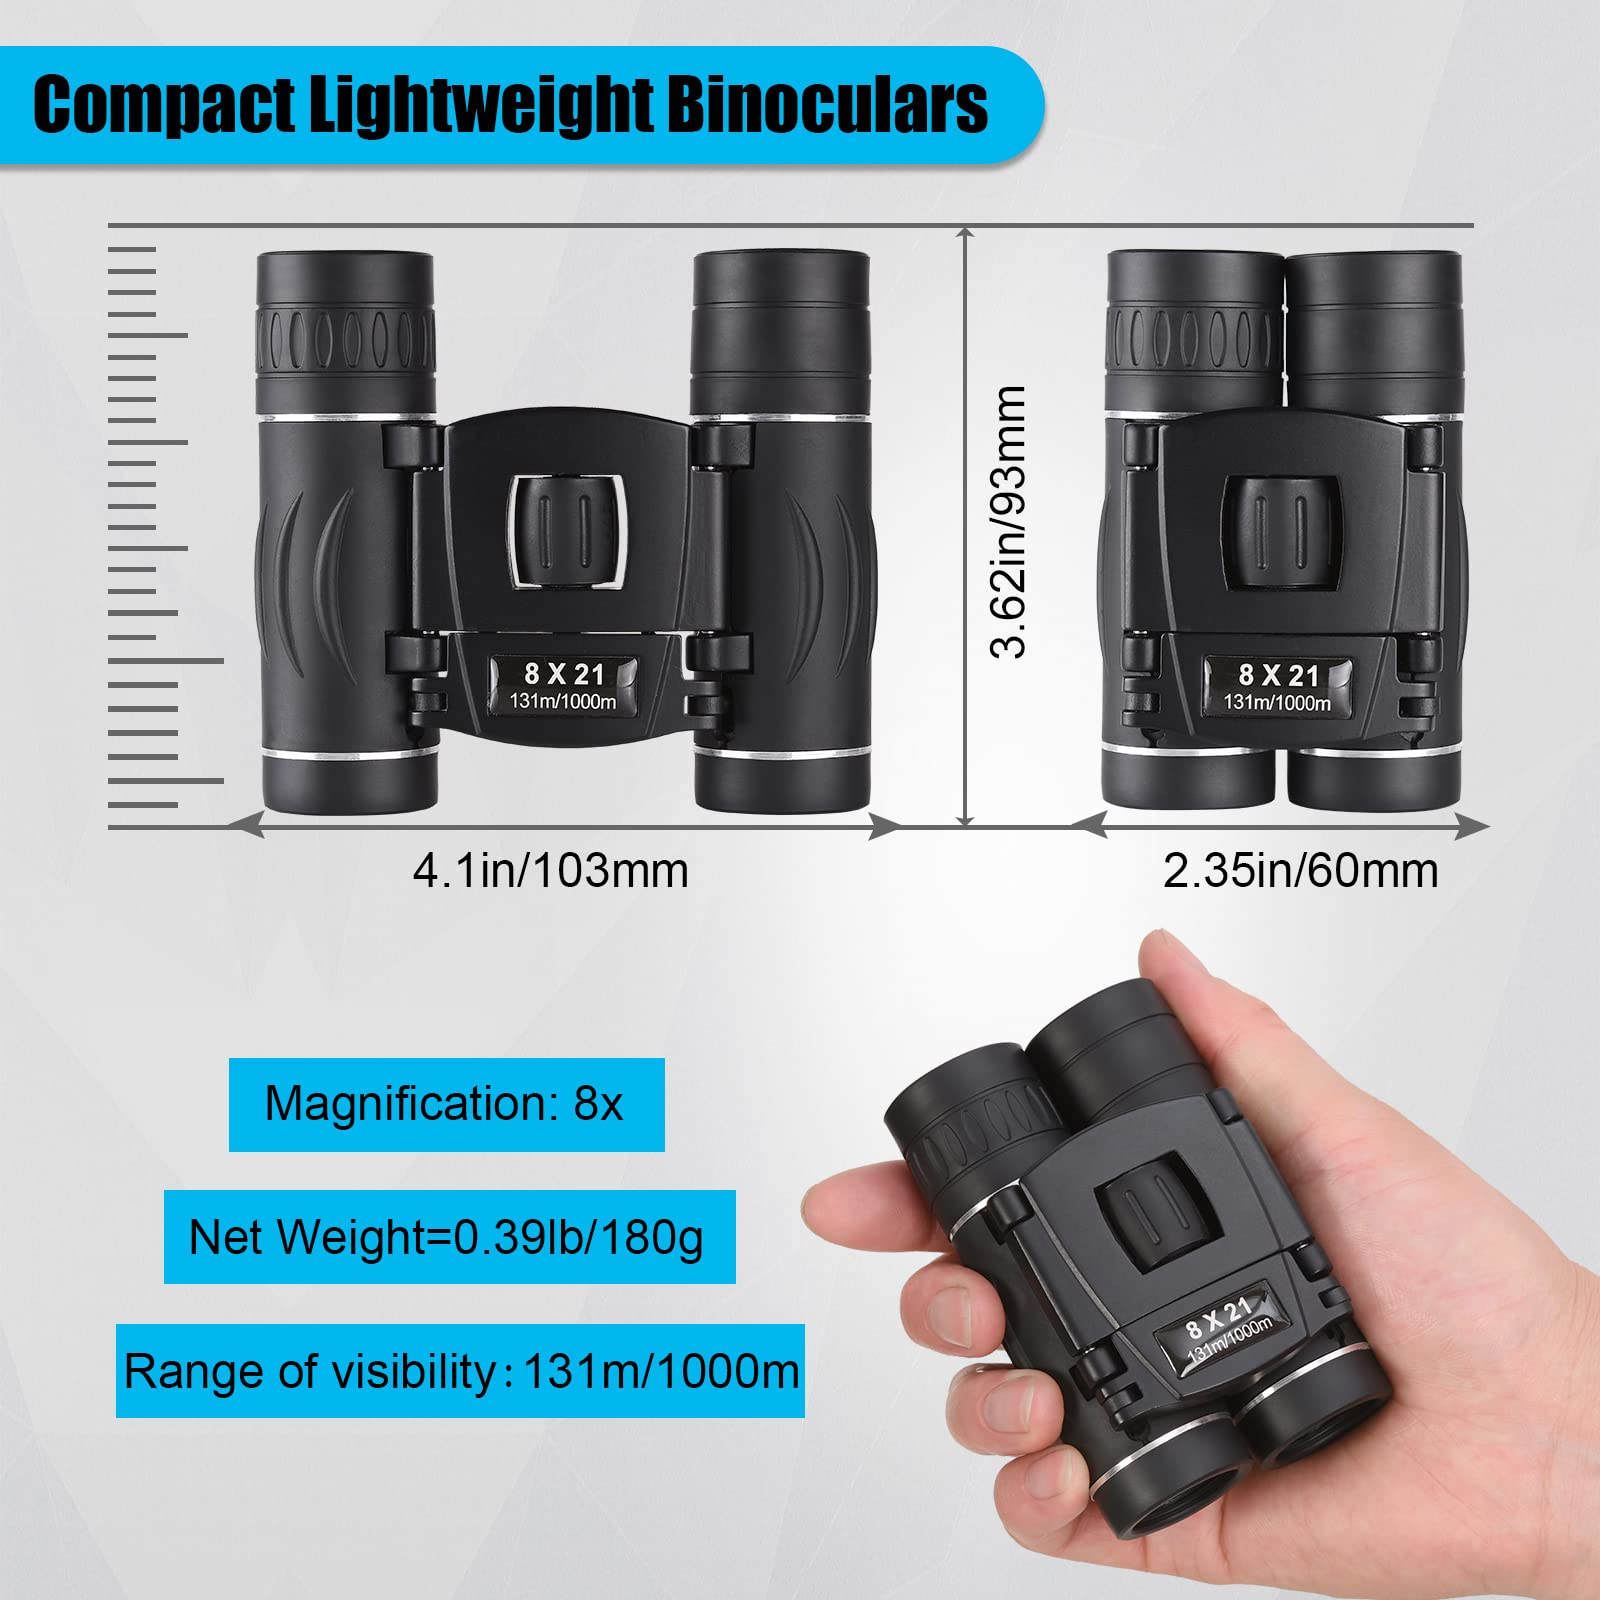 Compact Lightweight Binoculars
3.62in/93mm
8 X 21
131m/1000m
8 X 21
131m/1000m
4.1in/103mm
2.35in/60mm
Magnification: 8x
Net Weight=0.39lb/180g
Range of visibility:131m/1000m
8 X 21
131m/1000m